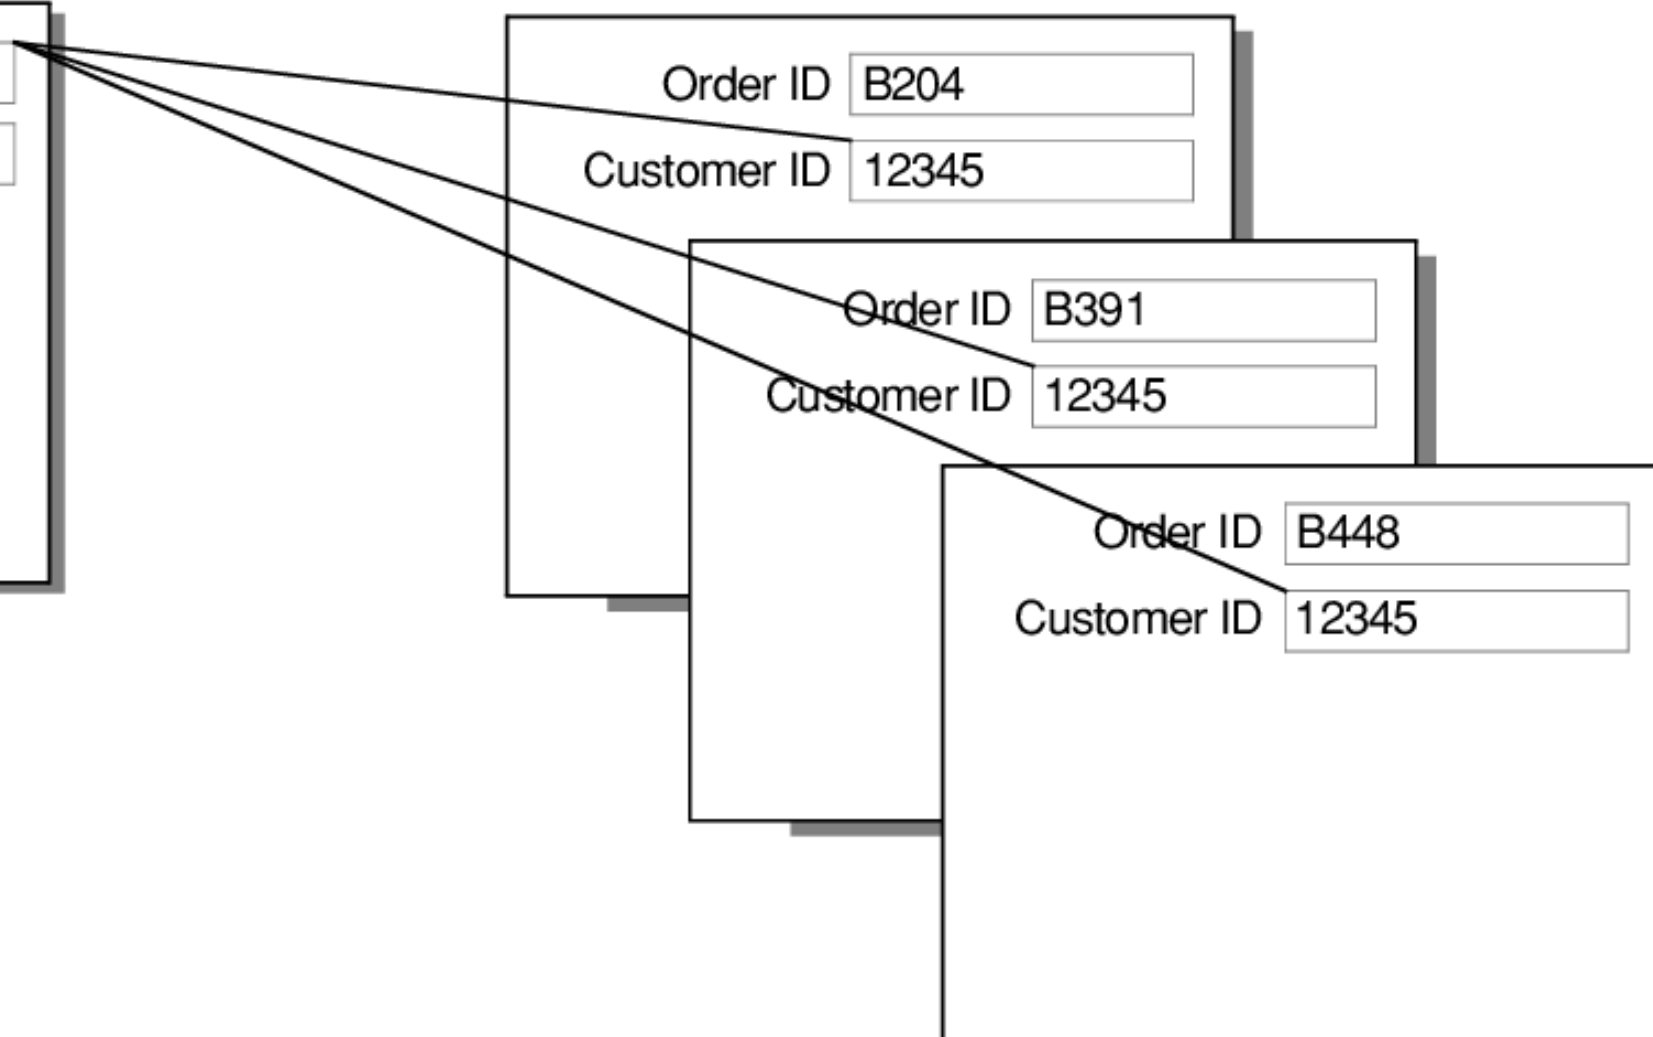 Order ID B204
Customer ID 12345
Order ID B391
Customer ID 12345
Order ID B448
Customer ID 12345